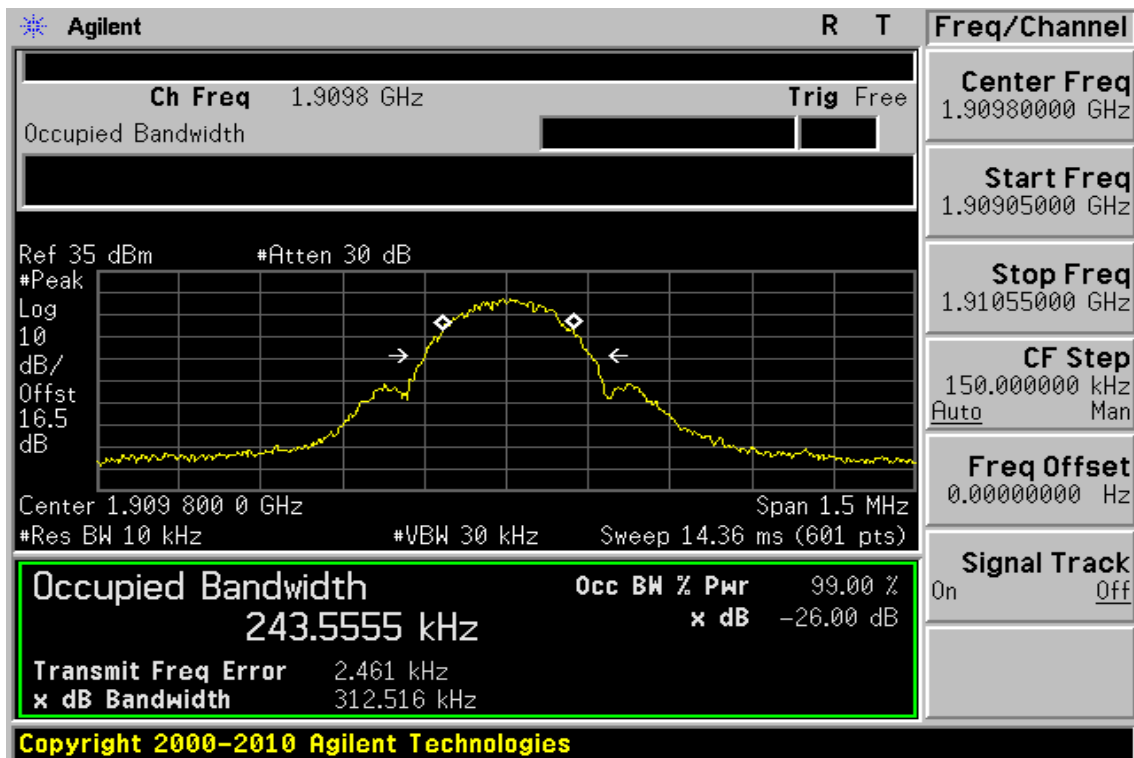 Agilent R T
Ch Freq 1.9098 GHz Trig Free
Occupied Bandwidth
Ref 35 dBm #Atten 30 dB
#Peak
Log
10
dB/
Offst
16.5
dB
Center 1.909 800 0 GHz Span 1.5 MHz
#Res BW 10 kHz #VBW 30 kHz Sweep 14.36 ms (601 pts)
Occupied Bandwidth
243.5555 kHz
Occ BW % Pwr 99.00 %
x dB -26.00 dB
Transmit Freq Error 2.461 kHz
x dB Bandwidth 312.516 kHz
Copyright 2000-2010 Agilent Technologies
Freq/Channel
Center Freq
1.90980000 GHz
Start Freq
1.90905000 GHz
Stop Freq
1.91055000 GHz
CF Step
150.000000 kHz
Auto Man
Freq Offset
0.00000000 Hz
Signal Track
On Off